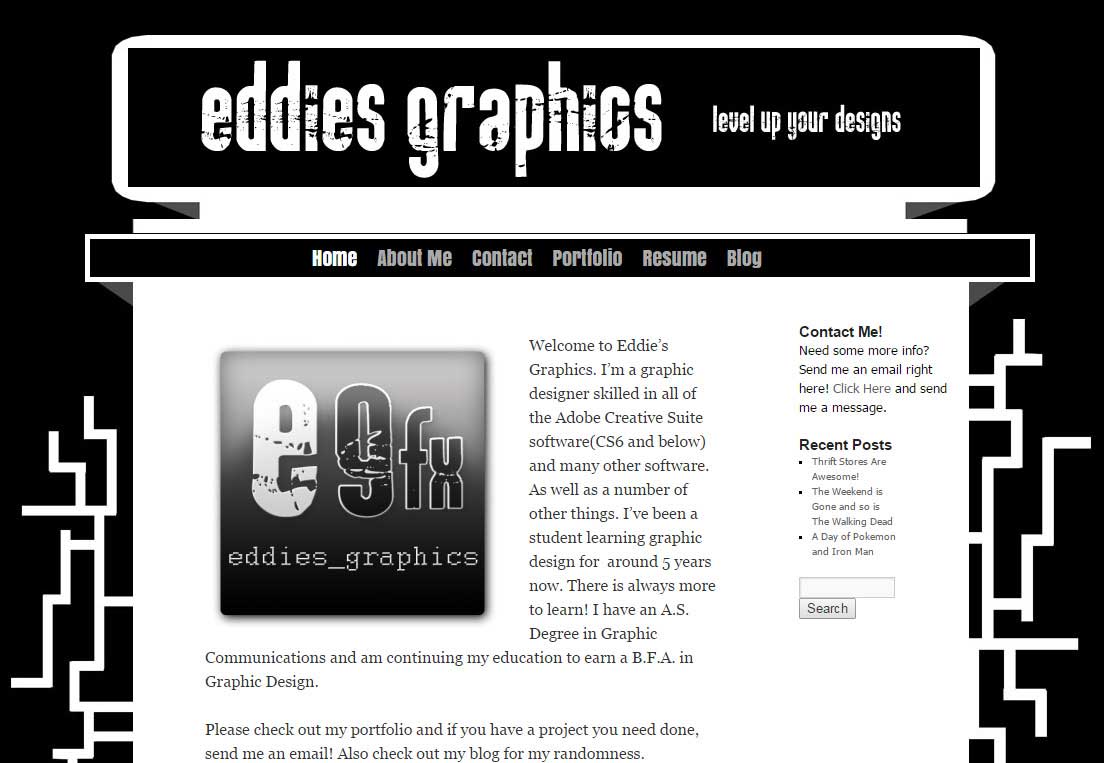 eddies graphics
level up your designs
Home About Me Contact Portfolio Resume Blog
egfx
eddies_graphics
Welcome to Eddie’s
Graphics. I’m a graphic
designer skilled in all of
the Adobe Creative Suite
software(CS6 and below)
and many other software.
As well as a number of
other things. I’ve been a
student learning graphic
design for  around 5 years
now. There is always more
to learn! I have an A.S.
Degree in Graphic
Communications and am continuing my education to earn a B.F.A. in
Graphic Design.
Please check out my portfolio and if you have a project you need done,
send me an email! Also check out my blog for my randomness.
Contact Me!
Need some more info?
Send me an email right
here! Click Here and send
me a message.
Recent Posts
Thrift Stores Are
Awesome!
The Weekend is
Gone and so is
The Walking Dead
A Day of Pokemon
and Iron Man
Search